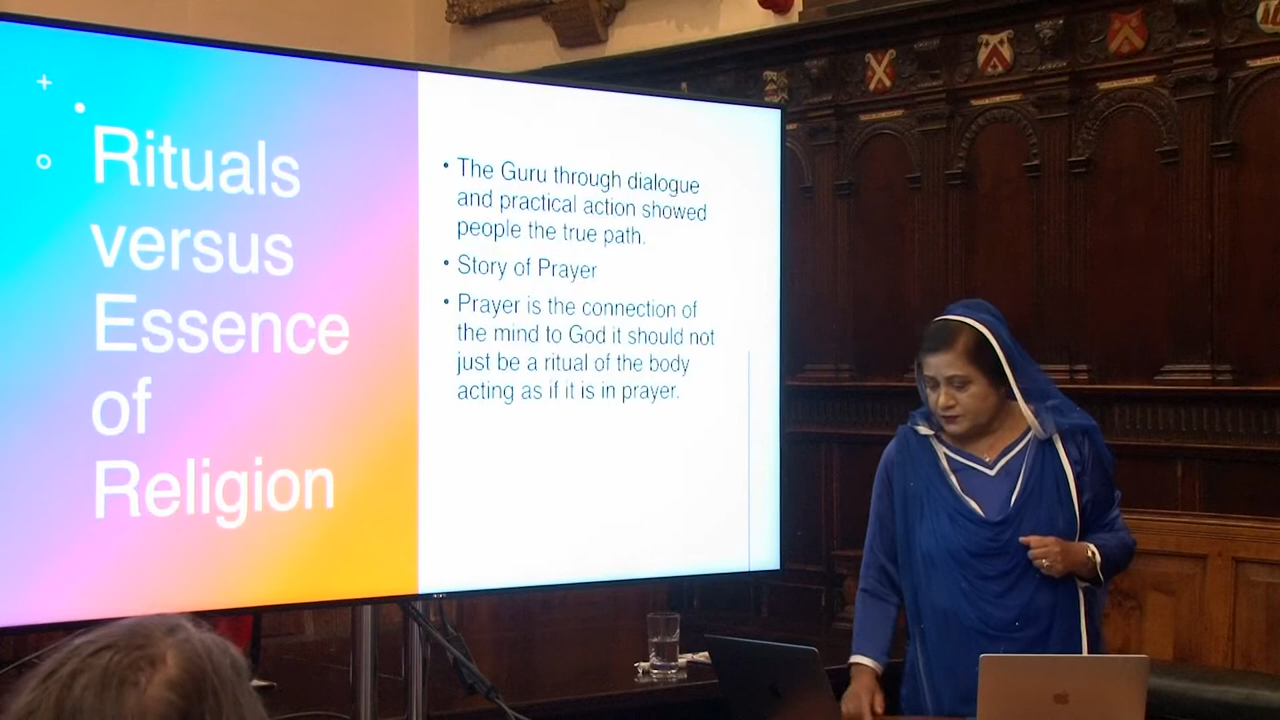 Rituals
versus
Essence
of
Religion
• The Guru through dialogue
and practical action showed
people the true path.
• Story of Prayer
• Prayer is the connection of
the mind to God it should not
just be a ritual of the body
acting as if it is in prayer.